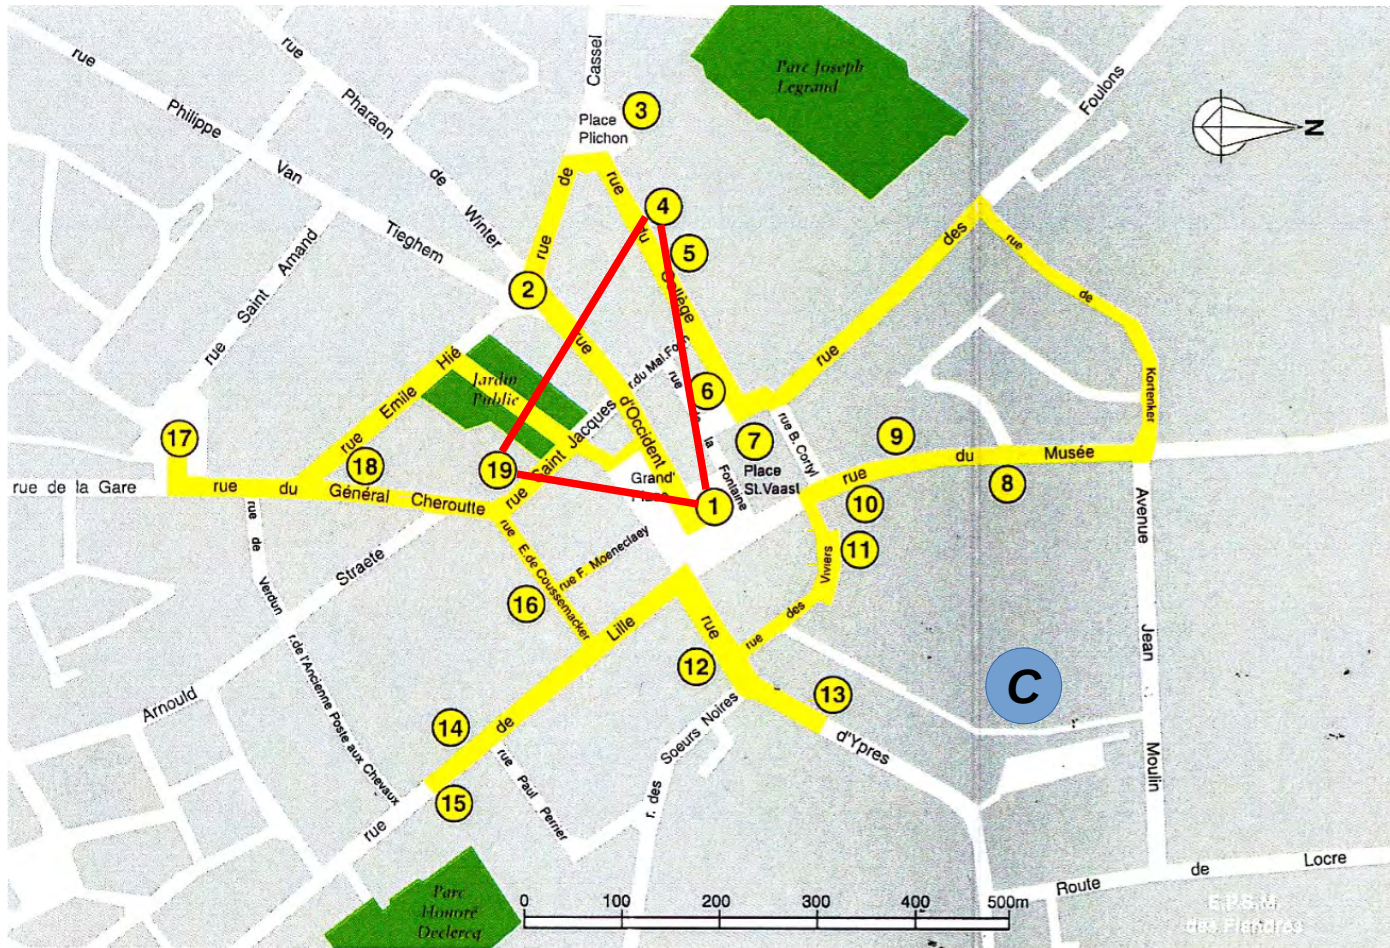 rue
Philippe
Van
Tieghem
rue
Pharaon
de
Winter
Cassel
Place
Plichon
3
Parc Joseph
Legrand
Foulons
N
rue
de
rue
du
Collège
4
5
2
rue Saint Amand
rue
d'Occident
rue
des
rue
de
Kortenker
Jardin
Public
rue Emile Hié
r.du Mal.Foch
rue
la
Fontaine
6
7
Place
St.Vaast
rue B. Cortyl
9
rue
du
Musée
8
10
11
17
18
19
rue Saint Jacques
Grand'
1
rue de la Gare
rue
du
Général
Cheroutte
rue
de
Verdun
Straete
Arnould
r.de l'Ancienne Poste aux Chevaux
rue
E.de Coussemacker
rue F. Moeneclaey
16
rue
de
Lille
14
15
rue Paul Perrier
rue
12
13
d'Ypres
rue
des
Viviers
r. des Soeurs Noires
C
Avenue
Jean
Moulin
Route
de
Locre
E.P.S.M.
des Flandres
Parc
Honoré
Declercq
0
100
200
300
400
500m